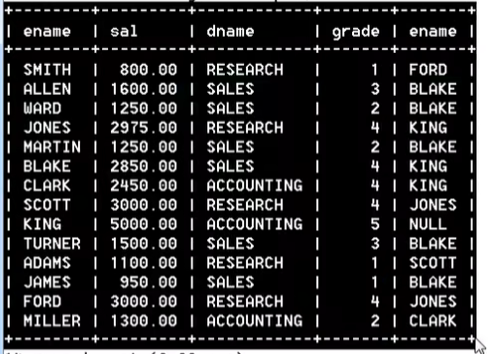 | ename | sal | dname | grade | ename |
| SMITH | 800.00 | RESEARCH | 1 | FORD |
| ALLEN | 1600.00 | SALES | 3 | BLAKE |
| WARD | 1250.00 | SALES | 2 | BLAKE |
| JONES | 2975.00 | RESEARCH | 4 | KING |
| MARTIN | 1250.00 | SALES | 2 | BLAKE |
| BLAKE | 2850.00 | SALES | 4 | KING |
| CLARK | 2450.00 | ACCOUNTING | 4 | KING |
| SCOTT | 3000.00 | RESEARCH | 4 | JONES |
| KING | 5000.00 | ACCOUNTING | 5 | NULL |
| TURNER | 1500.00 | SALES | 3 | BLAKE |
| ADAMS | 1100.00 | RESEARCH | 1 | SCOTT |
| JAMES | 950.00 | SALES | 1 | BLAKE |
| FORD | 3000.00 | RESEARCH | 4 | JONES |
| MILLER | 1300.00 | ACCOUNTING | 2 | CLARK |